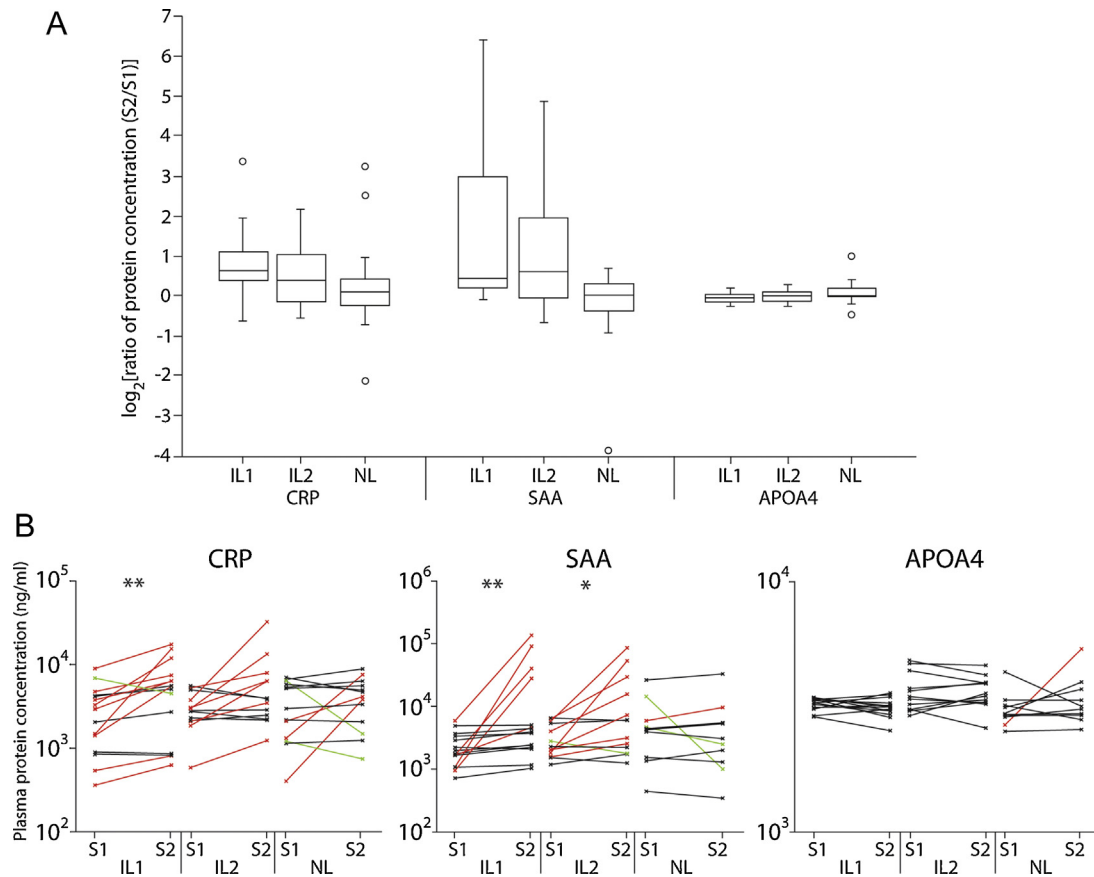 A
log2[ratio of protein concentration (S2/S1)]
7
6
5
4
3
2
1
0
-1
-2
-3
-4
IL1 IL2 NL IL1 IL2 NL IL1 IL2 NL
CRP SAA APOA4
B
CRP SAA APOA4
Plasma protein concentration (ng/ml)
10^5
10^4
10^3
10^2
**
S1 S2 S1 S2 S1 S2
IL1 IL2 NL
10^6
10^5
10^4
10^3
10^2
** *
S1 S2 S1 S2 S1 S2
IL1 IL2 NL
10^4
10^3
S1 S2 S1 S2 S1 S2
IL1 IL2 NL